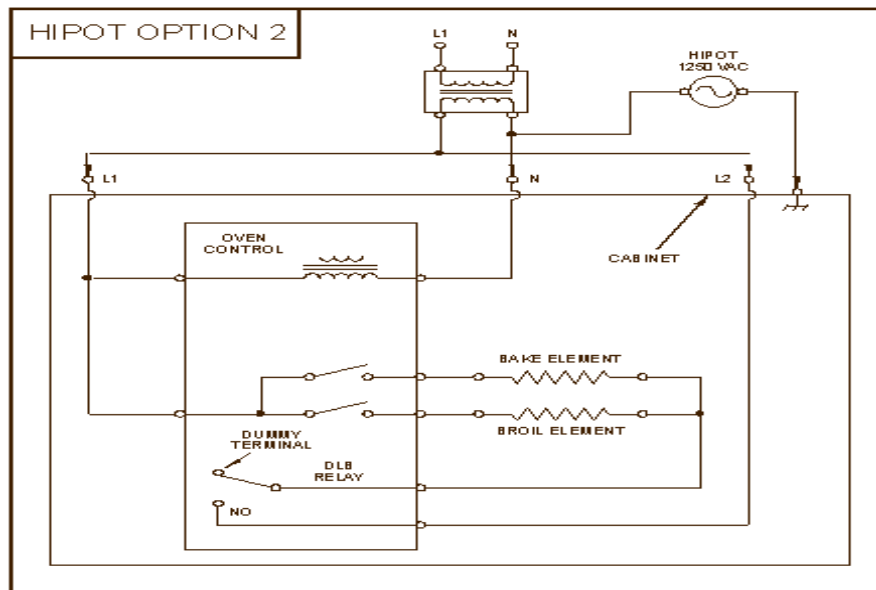 HIPOT OPTION 2
L1 N
HIPOT
1250 VAC
L1 N L2
OVEN
CONTROL
CABINET
BAKE ELEMENT
BROIL ELEMENT
DUMMY
TERMINAL
DLB
RELAY
NO